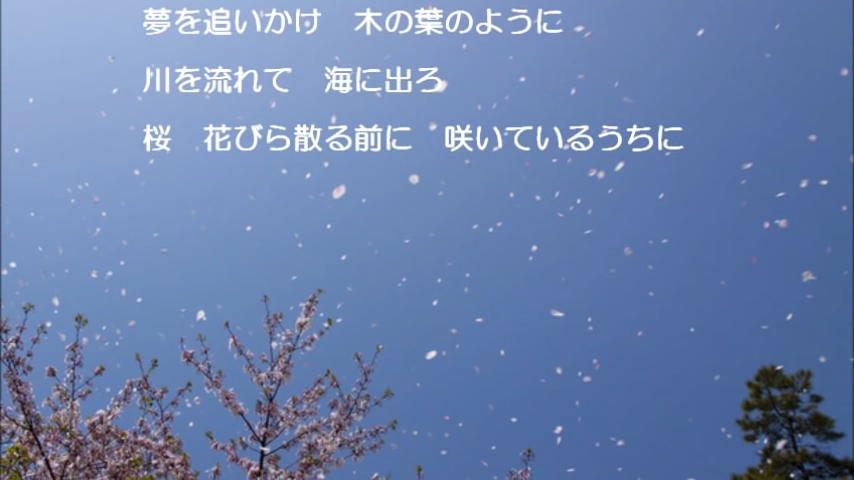 夢を追いかけ　木の葉のように
川を流れて　海に出ろ
桜　花びら散る前に　咲いているうちに